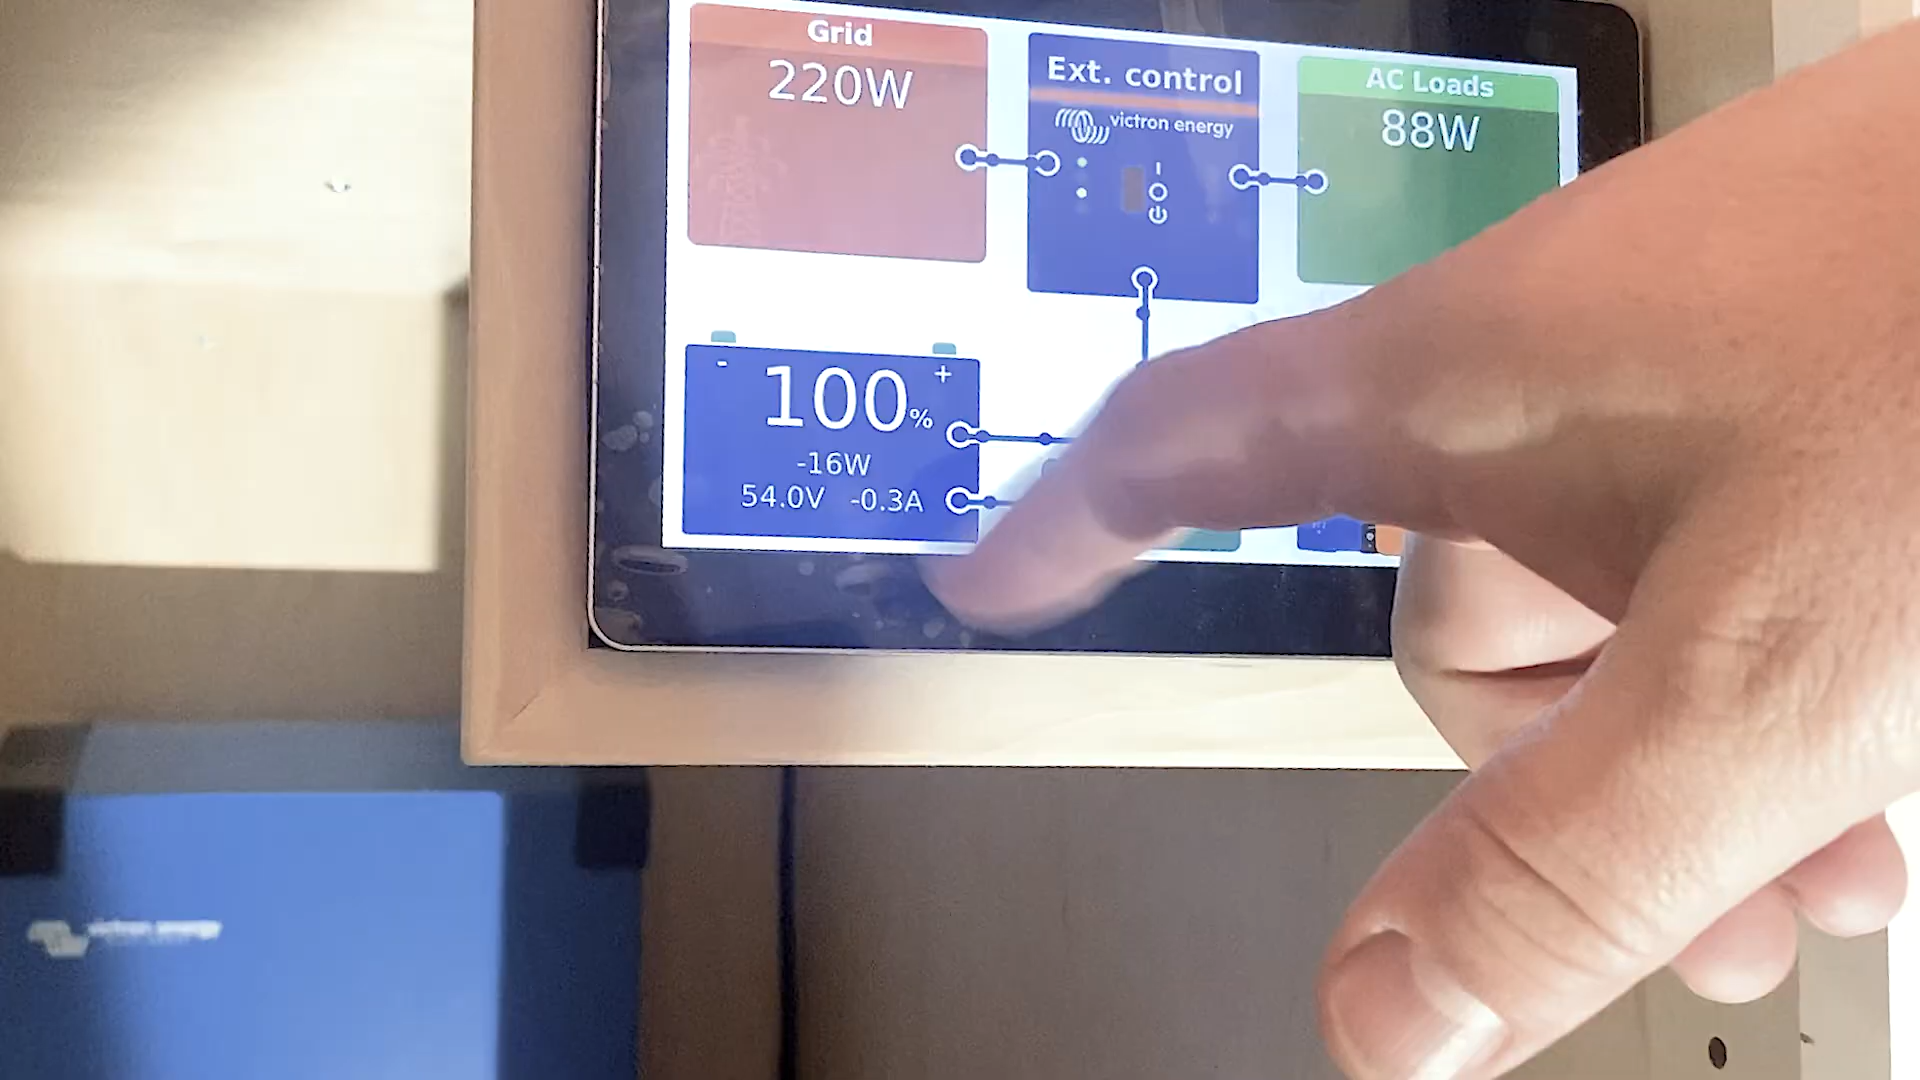 Grid
220W
Ext. control
victron energy
AC Loads
88W
- +
100%
-16W
54.0V -0.3A
victron energy